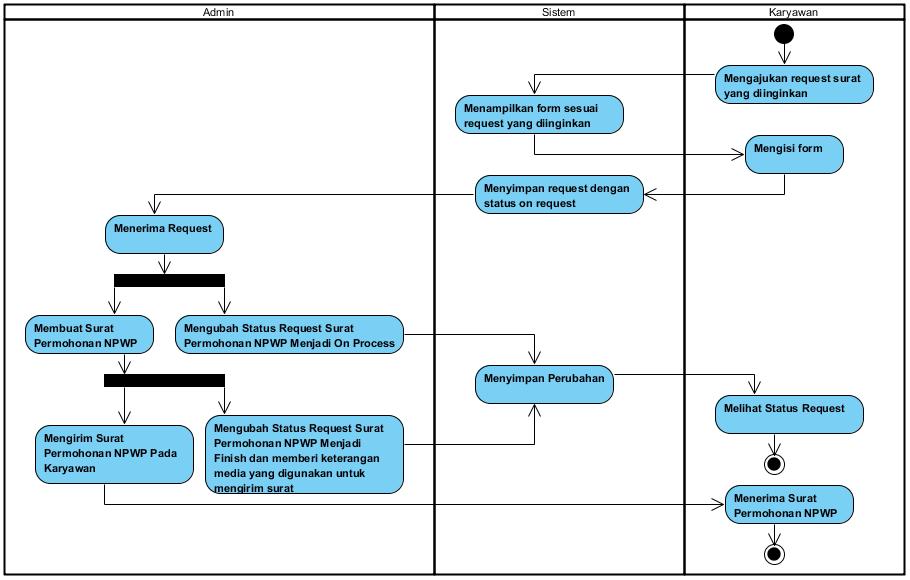 Admin
Sistem
Karyawan
Mengajukan request surat
yang diinginkan
Menampilkan form sesuai
request yang diinginkan
Mengisi form
Menyimpan request dengan
status on request
Menerima Request
Membuat Surat
Permohonan NPWP
Mengubah Status Request Surat
Permohonan NPWP Menjadi On Process
Menyimpan Perubahan
Melihat Status Request
Mengirim Surat
Permohonan NPWP Pada
Karyawan
Mengubah Status Request Surat
Permohonan NPWP Menjadi
Finish dan memberi keterangan
media yang digunakan untuk
mengirim surat
Menerima Surat
Permohonan NPWP